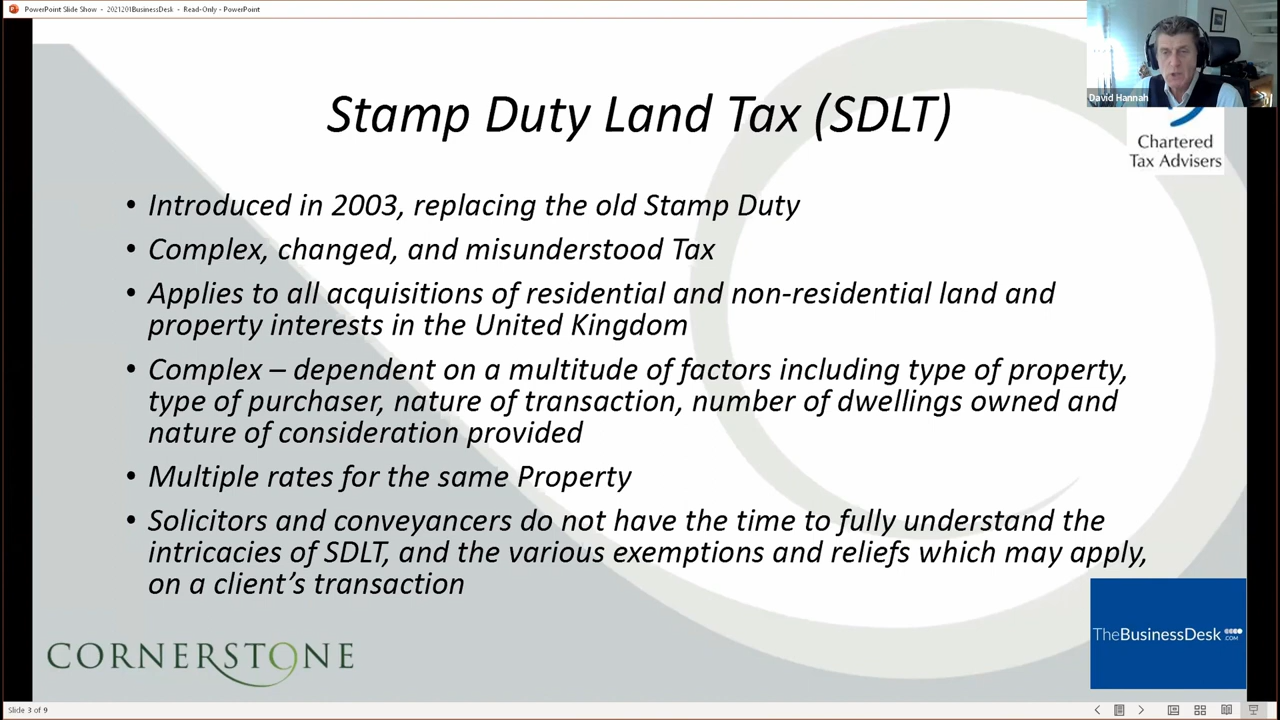 PowerPoint Slide Show - 2021201BusinessDesk - Read-Only - PowerPoint
David Hannah
Chartered
Tax Advisers
Stamp Duty Land Tax (SDLT)
• Introduced in 2003, replacing the old Stamp Duty
• Complex, changed, and misunderstood Tax
• Applies to all acquisitions of residential and non-residential land and
property interests in the United Kingdom
• Complex – dependent on a multitude of factors including type of property,
type of purchaser, nature of transaction, number of dwellings owned and
nature of consideration provided
• Multiple rates for the same Property
• Solicitors and conveyancers do not have the time to fully understand the
intricacies of SDLT, and the various exemptions and reliefs which may apply,
on a client's transaction
CORNERSTONE
TheBusinessDesk
.COM
Slide 3 of 9